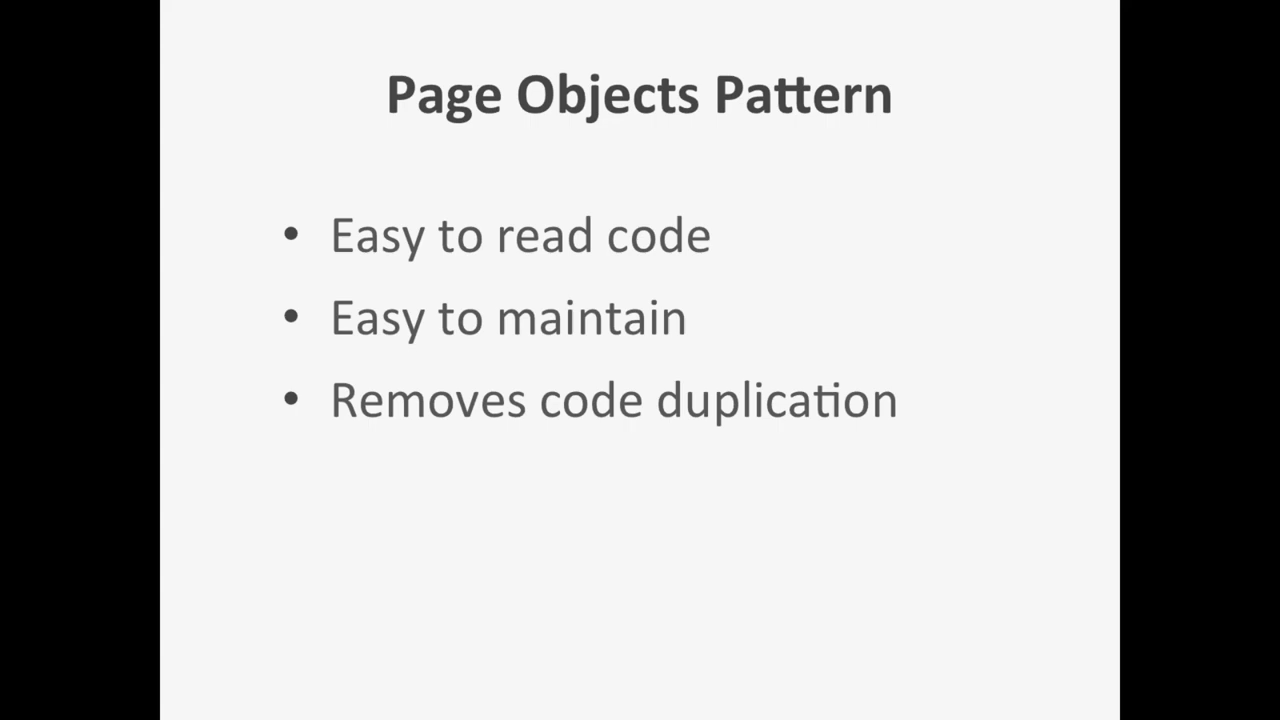 Page Objects Pattern
• Easy to read code
• Easy to maintain
• Removes code duplication